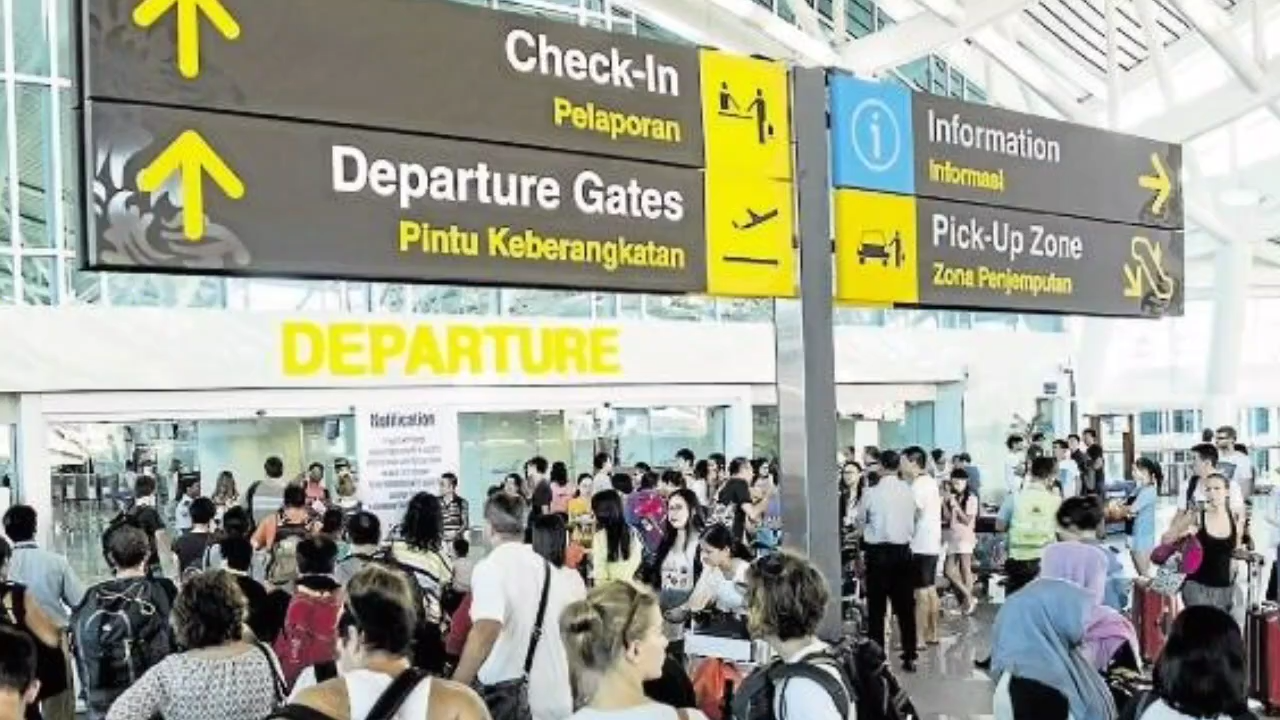 Check-In
Pelaporan
Departure Gates
Pintu Keberangkatan
Information
Informasi
Pick-Up Zone
Zona Penjemputan
DEPARTURE
Notification